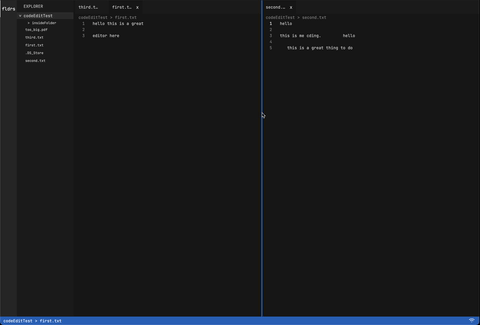 fldrs
EXPLORER
codeEditTest
insideFolder
too_big.pdf
third.txt
first.txt
.DS_Store
second.txt
third.t..
first.t.. x
codeEditTest > first.txt
1 hello this is a great
2
3 editor here
second... x
codeEditTest > second.txt
1 hello
2
3 this is me oding. hello
4
5 this is a great thing to do
codeEditTest > first.txt